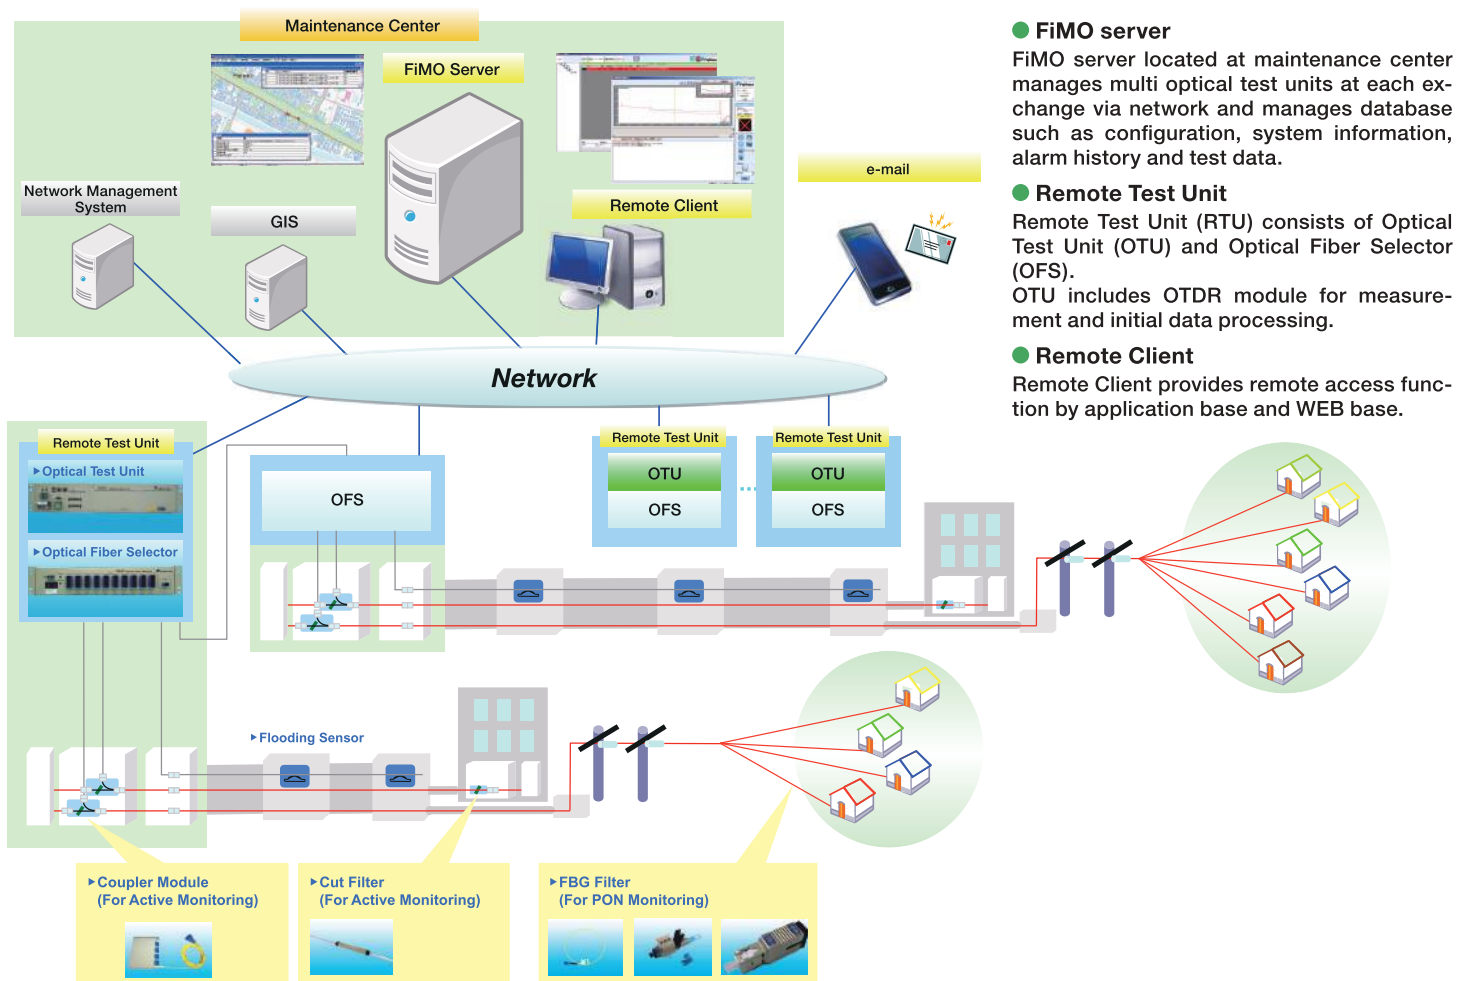 Maintenance Center
FiMO Server
Network Management
System
GIS
Remote Client
e-mail
Network
Remote Test Unit
Optical Test Unit
Optical Fiber Selector
OFS
Remote Test Unit
OTU
OFS
Remote Test Unit
OTU
OFS
Flooding Sensor
Coupler Module
(For Active Monitoring)
Cut Filter
(For Active Monitoring)
FBG Filter
(For PON Monitoring)
FiMO server
FiMO server located at maintenance center
manages multi optical test units at each ex-
change via network and manages database
such as configuration, system information,
alarm history and test data.
Remote Test Unit
Remote Test Unit (RTU) consists of Optical
Test Unit (OTU) and Optical Fiber Selector
(OFS).
OTU includes OTDR module for measure-
ment and initial data processing.
Remote Client
Remote Client provides remote access func-
tion by application base and WEB base.